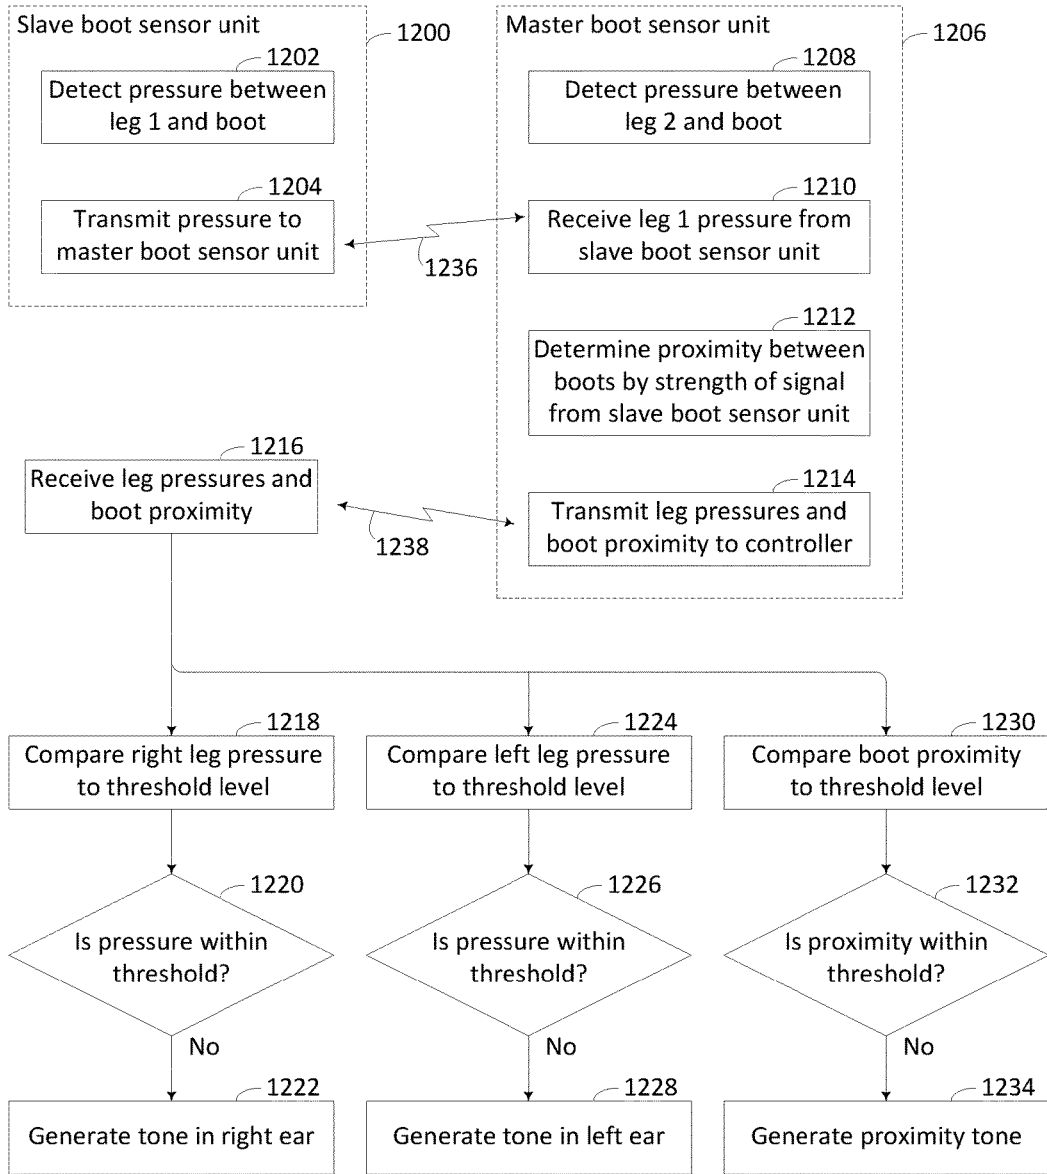 Slave boot sensor unit
1200
1202
Detect pressure between
leg 1 and boot
1204
Transmit pressure to
master boot sensor unit
1236
Master boot sensor unit
1206
1208
Detect pressure between
leg 2 and boot
1210
Receive leg 1 pressure from
slave boot sensor unit
1212
Determine proximity between
boots by strength of signal
from slave boot sensor unit
1214
Transmit leg pressures and
boot proximity to controller
1216
Receive leg pressures and
boot proximity
1238
1218
Compare right leg pressure
to threshold level
1220
Is pressure within
threshold?
No
1222
Generate tone in right ear
1224
Compare left leg pressure
to threshold level
1226
Is pressure within
threshold?
No
1228
Generate tone in left ear
1230
Compare boot proximity
to threshold level
1232
Is proximity within
threshold?
No
1234
Generate proximity tone